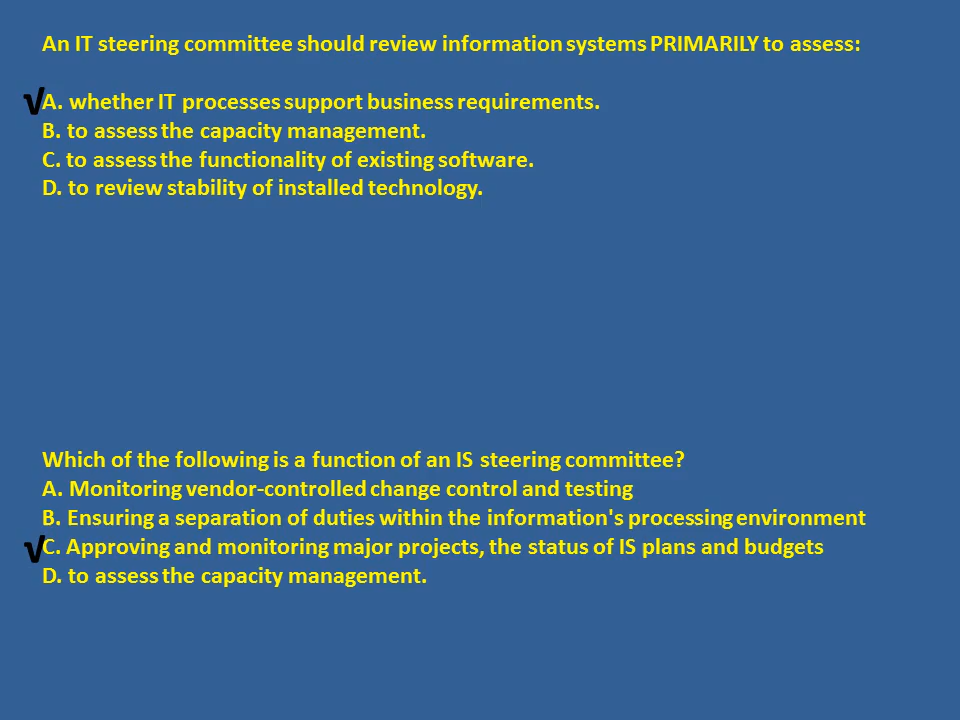 An IT steering committee should review information systems PRIMARILY to assess:
√A. whether IT processes support business requirements.
B. to assess the capacity management.
C. to assess the functionality of existing software.
D. to review stability of installed technology.
Which of the following is a function of an IS steering committee?
A. Monitoring vendor-controlled change control and testing
B. Ensuring a separation of duties within the information's processing environment
√C. Approving and monitoring major projects, the status of IS plans and budgets
D. to assess the capacity management.